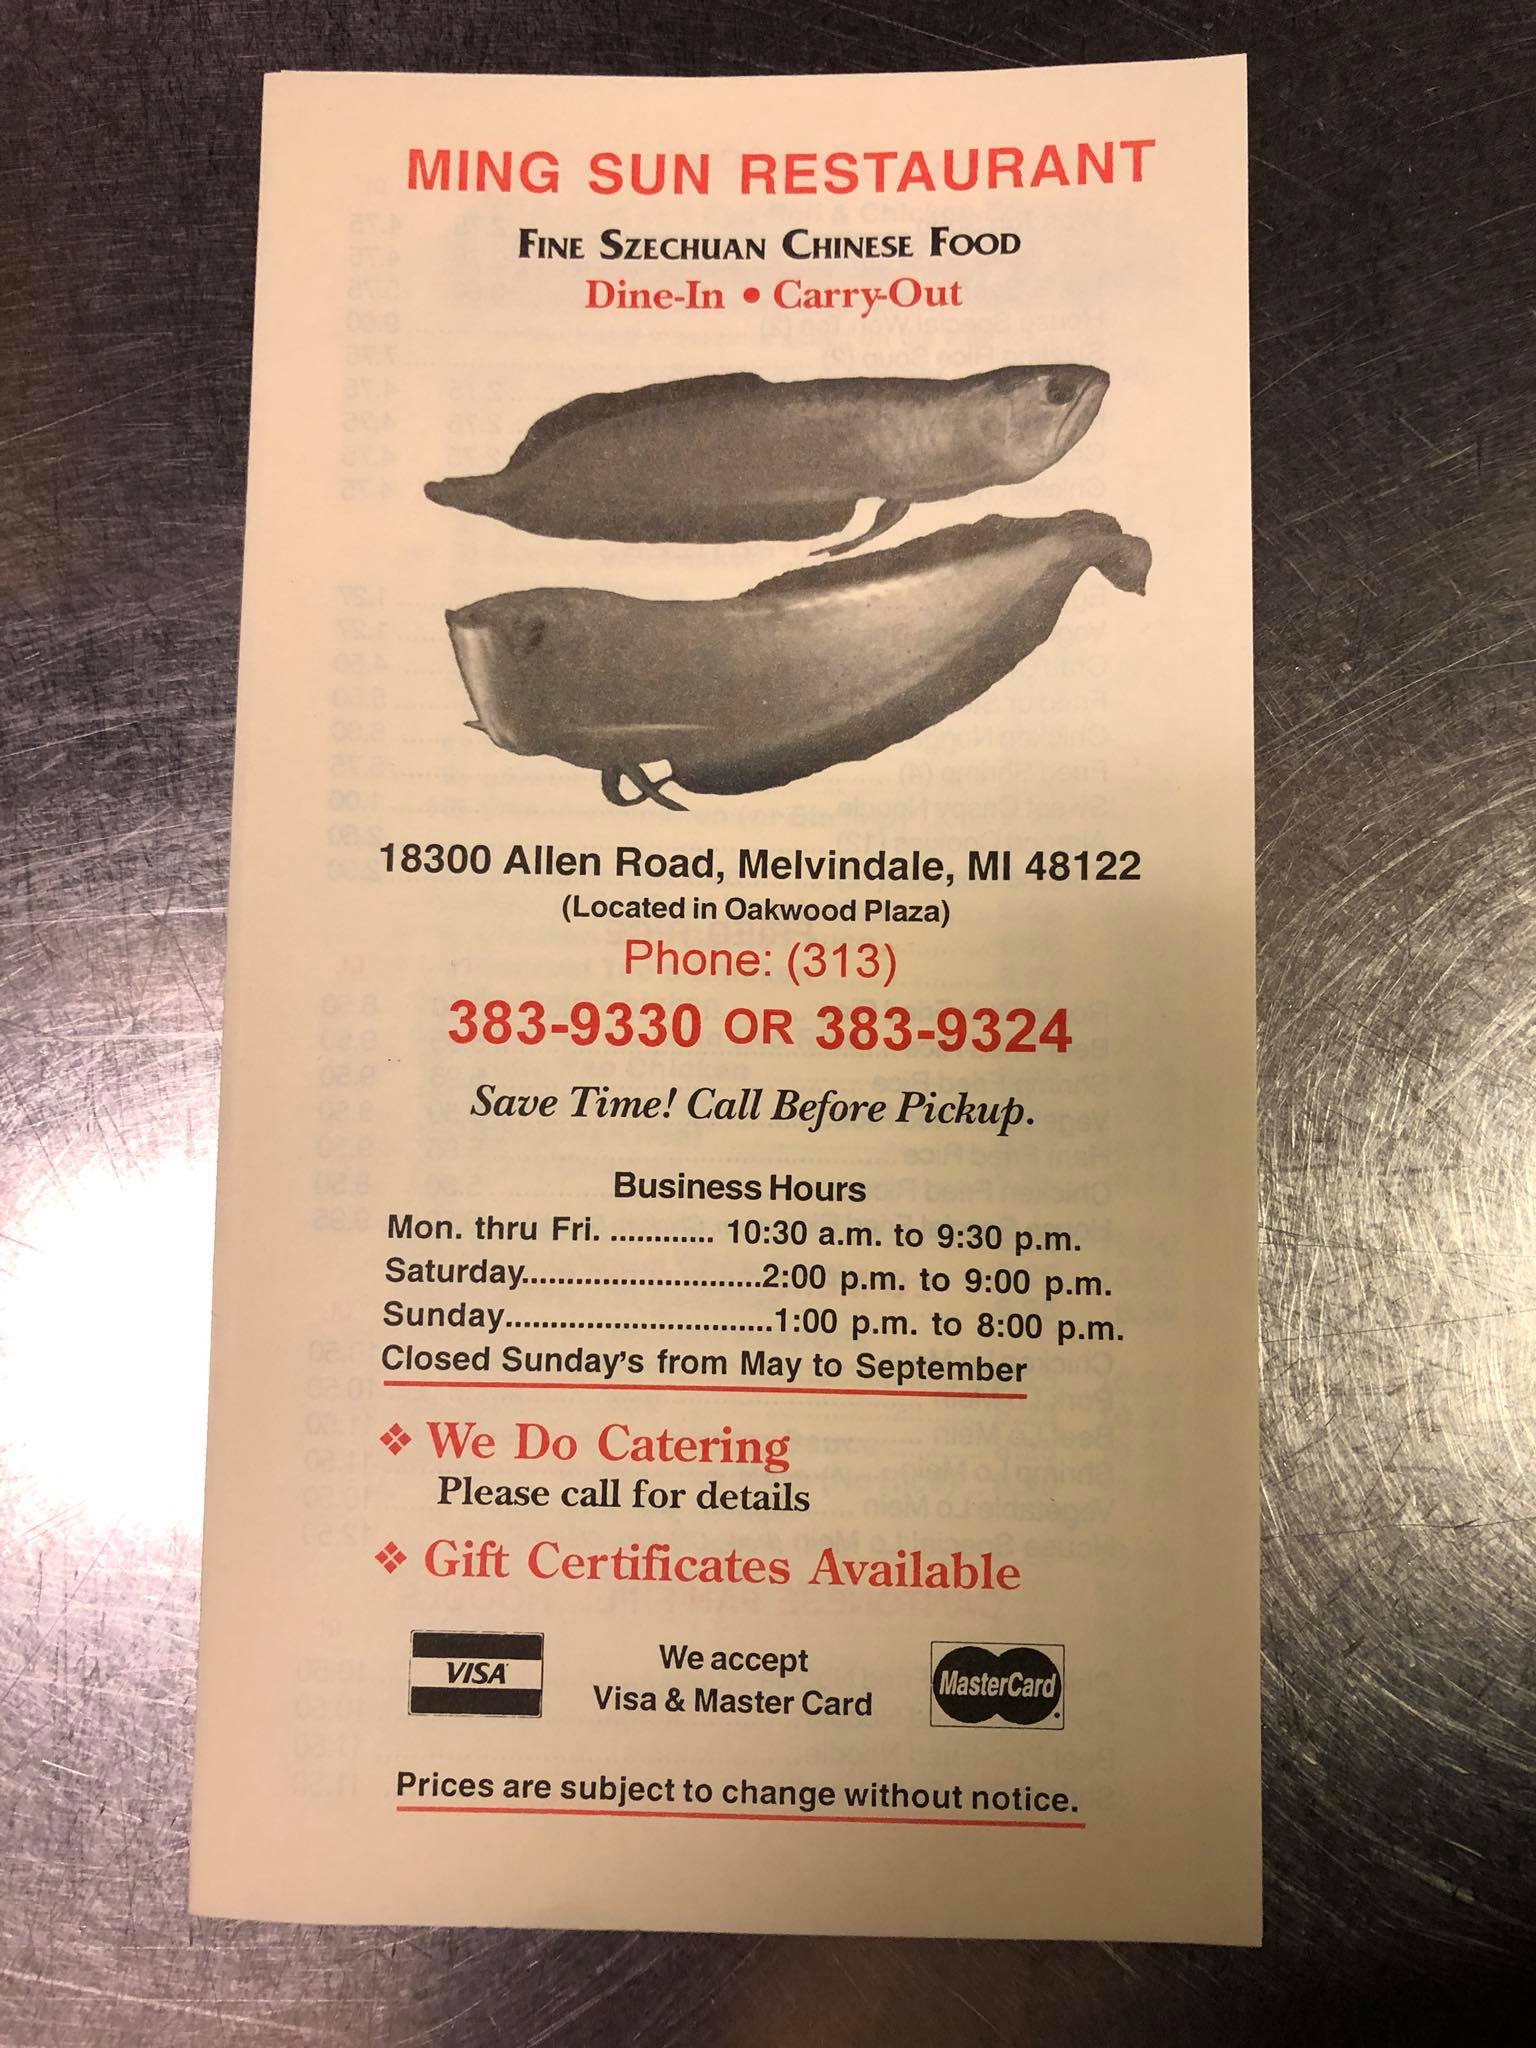 MING SUN RESTAURANT
FINE SZECHUAN CHINESE FOOD
Dine-In • Carry-Out
18300 Allen Road, Melvindale, MI 48122
(Located in Oakwood Plaza)
Phone: (313)
383-9330 OR 383-9324
Save Time! Call Before Pickup.
Business Hours
Mon. thru Fri. ............ 10:30 a.m. to 9:30 p.m.
Saturday...........................2:00 p.m. to 9:00 p.m.
Sunday..............................1:00 p.m. to 8:00 p.m.
Closed Sunday's from May to September
❖ We Do Catering
Please call for details
❖ Gift Certificates Available
VISA
We accept
Visa & Master Card
MasterCard
Prices are subject to change without notice.